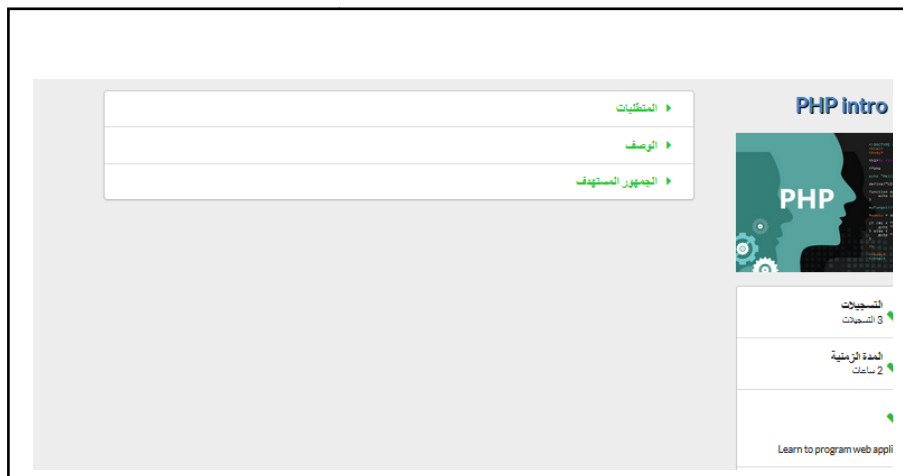 PHP intro
PHP
التسجيلات
3 التسجيلات
المدة الزمنية
2 ساعات
Learn to program web appli
المتطلبات
الوصف
الجمهور المستهدف